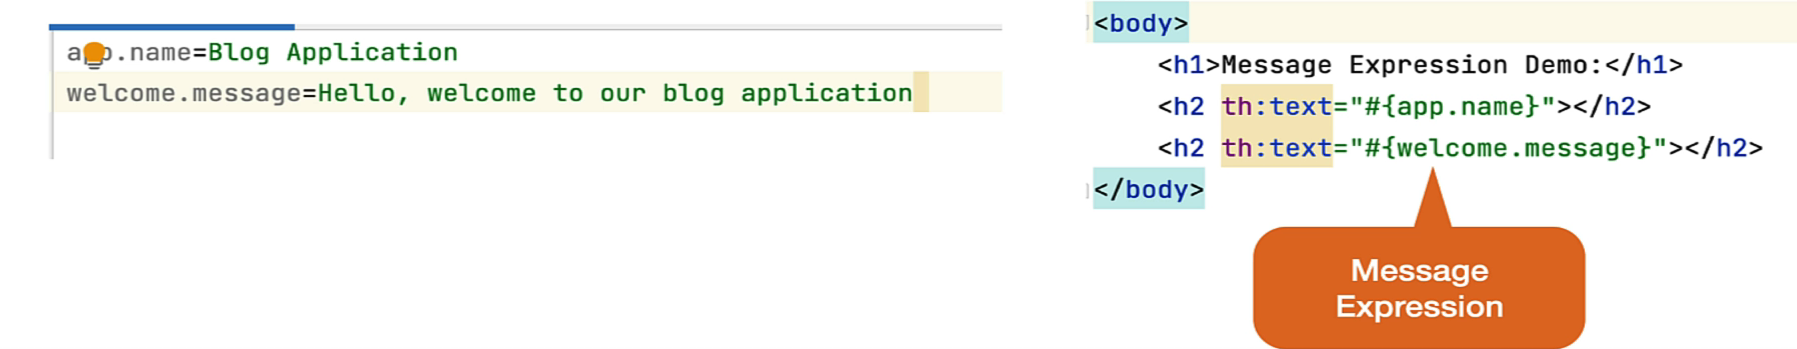 app.name=Blog Application
welcome.message=Hello, welcome to our blog application
<body>
<h1>Message Expression Demo:</h1>
<h2 th:text="#{app.name}"></h2>
<h2 th:text="#{welcome.message}"></h2>
</body>
Message
Expression